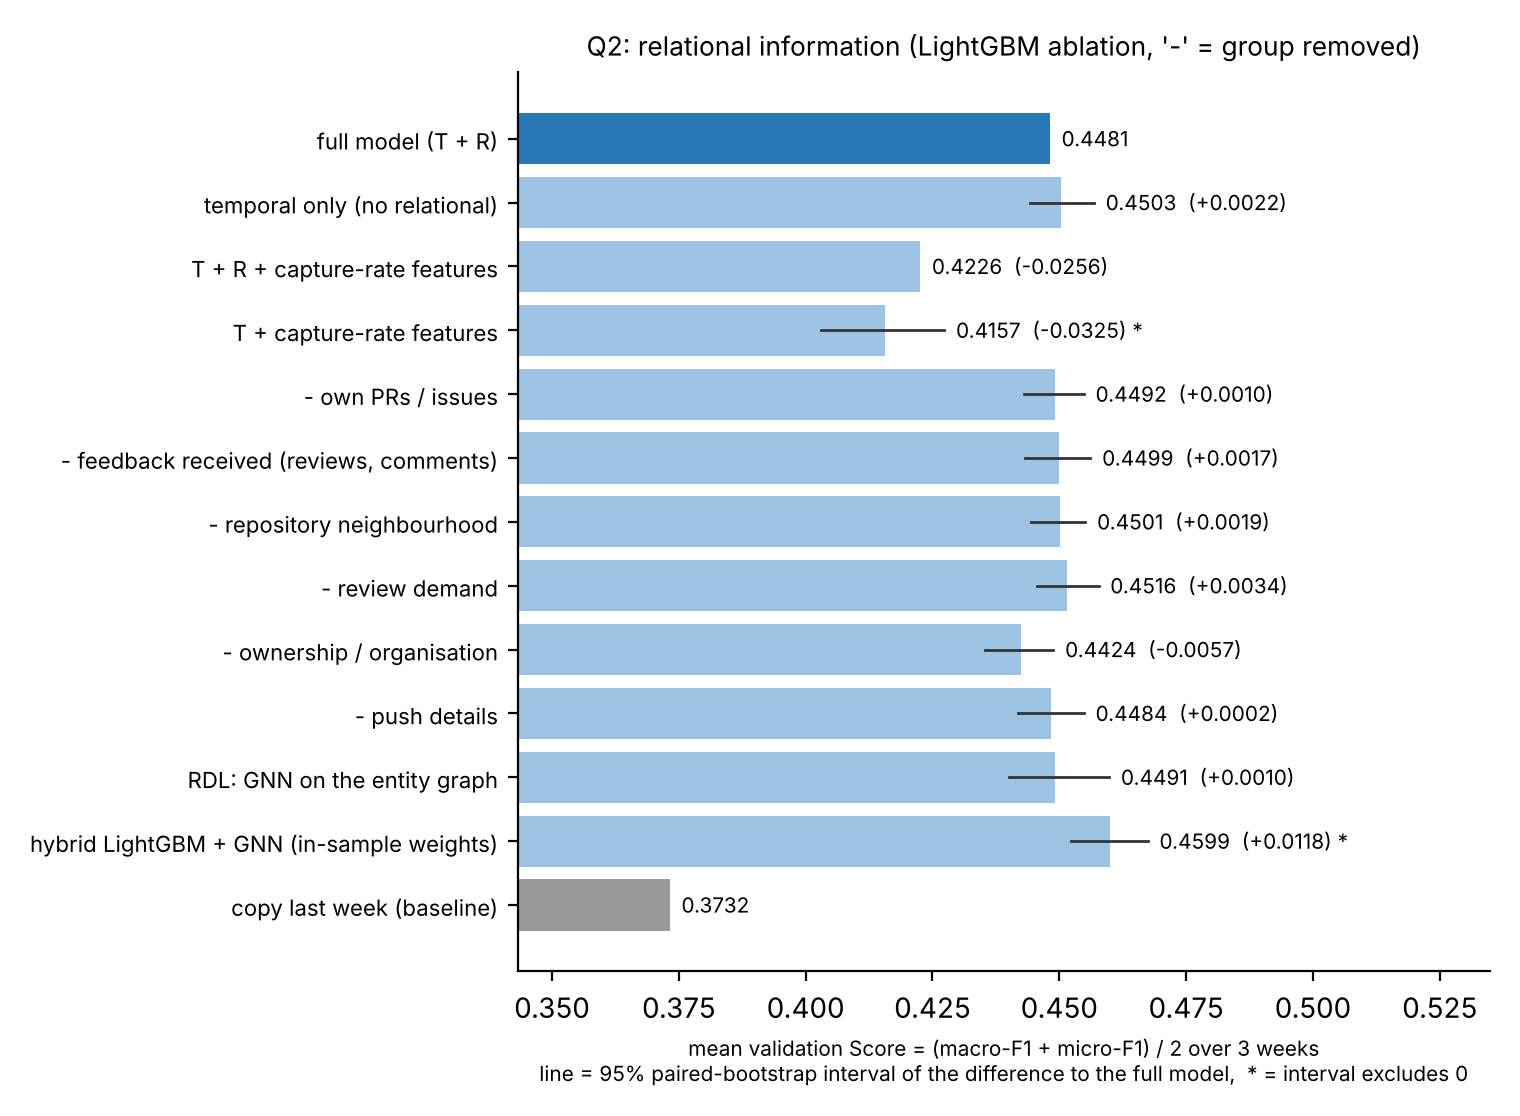 Q2: relational information (LightGBM ablation, '-' = group removed)
full model (T + R)
0.4481
temporal only (no relational)
0.4503 (+0.0022)
T + R + capture-rate features
0.4226 (-0.0256)
T + capture-rate features
0.4157 (-0.0325) *
- own PRs / issues
0.4492 (+0.0010)
- feedback received (reviews, comments)
0.4499 (+0.0017)
- repository neighbourhood
0.4501 (+0.0019)
- review demand
0.4516 (+0.0034)
- ownership / organisation
0.4424 (-0.0057)
- push details
0.4484 (+0.0002)
RDL: GNN on the entity graph
0.4491 (+0.0010)
hybrid LightGBM + GNN (in-sample weights)
0.4599 (+0.0118) *
copy last week (baseline)
0.3732
0.350 0.375 0.400 0.425 0.450 0.475 0.500 0.525
mean validation Score = (macro-F1 + micro-F1) / 2 over 3 weeks
line = 95% paired-bootstrap interval of the difference to the full model, * = interval excludes 0